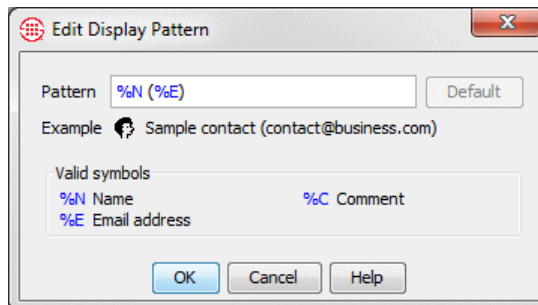 Edit Display Pattern
Pattern %N (%E) Default
Example Sample contact (contact@business.com)
Valid symbols
%N Name %C Comment
%E Email address
OK Cancel Help